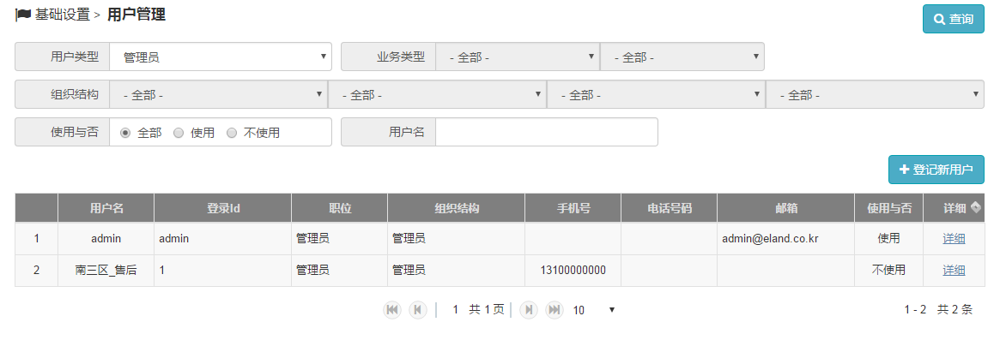 基础设置 > 用户管理
查询
用户类型 管理员 业务类型 - 全部 - - 全部 -
组织结构 - 全部 - - 全部 - - 全部 - - 全部 -
使用与否 全部 使用 不使用 用户名
登记新用户
用户名 登录Id 职位 组织结构 手机号 电话号码 邮箱 使用与否 详细
1 admin admin 管理员 管理员 admin@eland.co.kr 使用 详细
2 南三区_售后 1 管理员 管理员 13100000000 不使用 详细
1 共 1 页 10 1 - 2 共 2 条